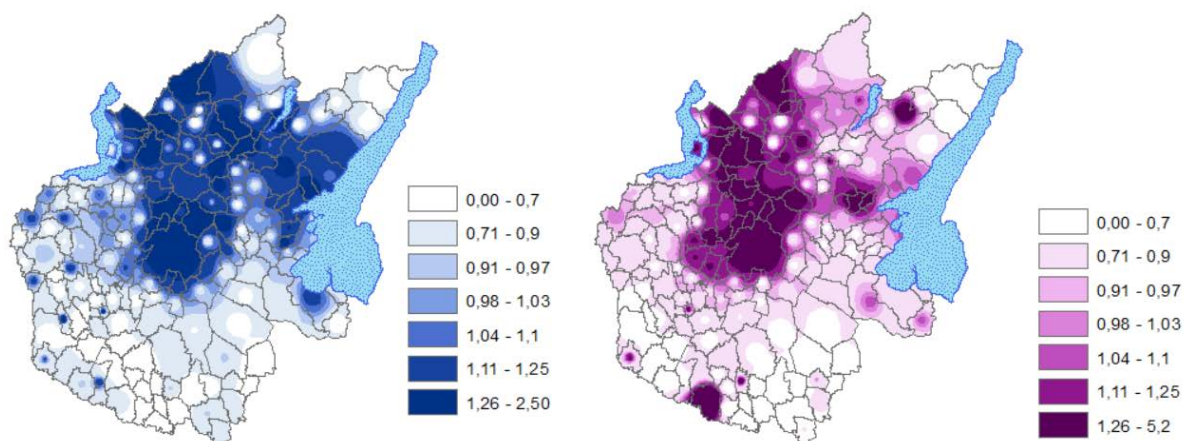 0,00 - 0,7
0,71 - 0,9
0,91 - 0,97
0,98 - 1,03
1,04 - 1,1
1,11 - 1,25
1,26 - 2,50
0,00 - 0,7
0,71 - 0,9
0,91 - 0,97
0,98 - 1,03
1,04 - 1,1
1,11 - 1,25
1,26 - 5,2